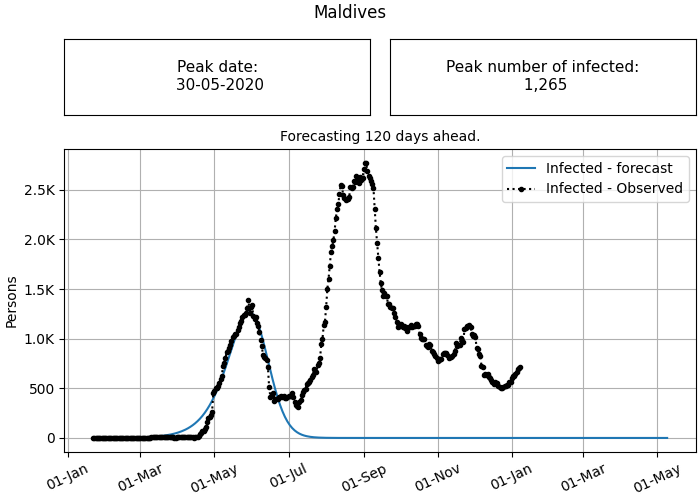 Maldives
Peak date:
30-05-2020
Peak number of infected:
1,265
Forecasting 120 days ahead.
Infected - forecast
Infected - Observed
Persons
2.5K
2.0K
1.5K
1.0K
500
0
01-Jan
01-Mar
01-May
01-Jul
01-Sep
01-Nov
01-Jan
01-Mar
01-May